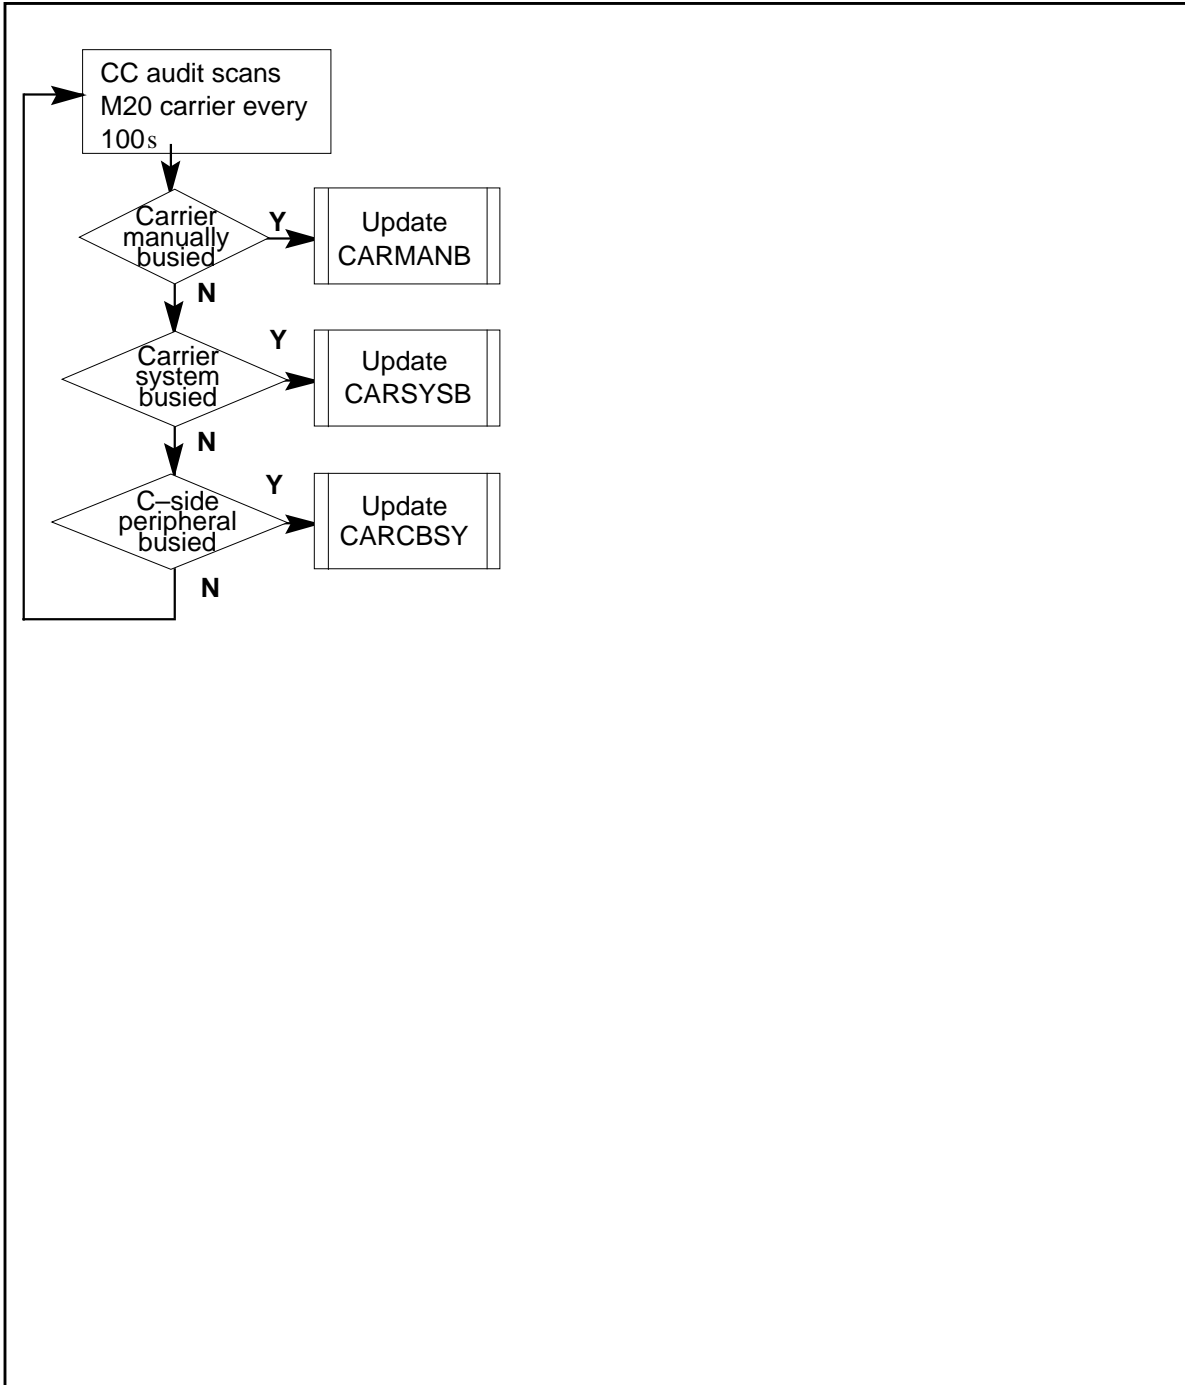 CC audit scans
M20 carrier every
100s
Carrier
manually
busied
Y
Update
CARMANB
N
Carrier
system
busied
Y
Update
CARSYSB
N
C–side
peripheral
busied
Y
Update
CARCBSY
N